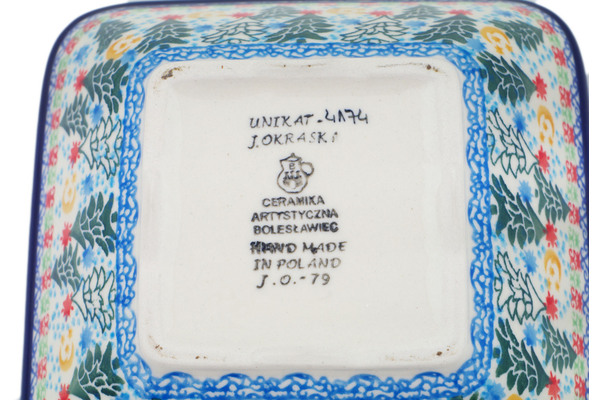 UNIKAT-4174
J.OKRASKI
CERAMIKA
ARTYSTYCZNA
BOLESŁAWIEC
HAND MADE
IN POLAND
J.O.-79